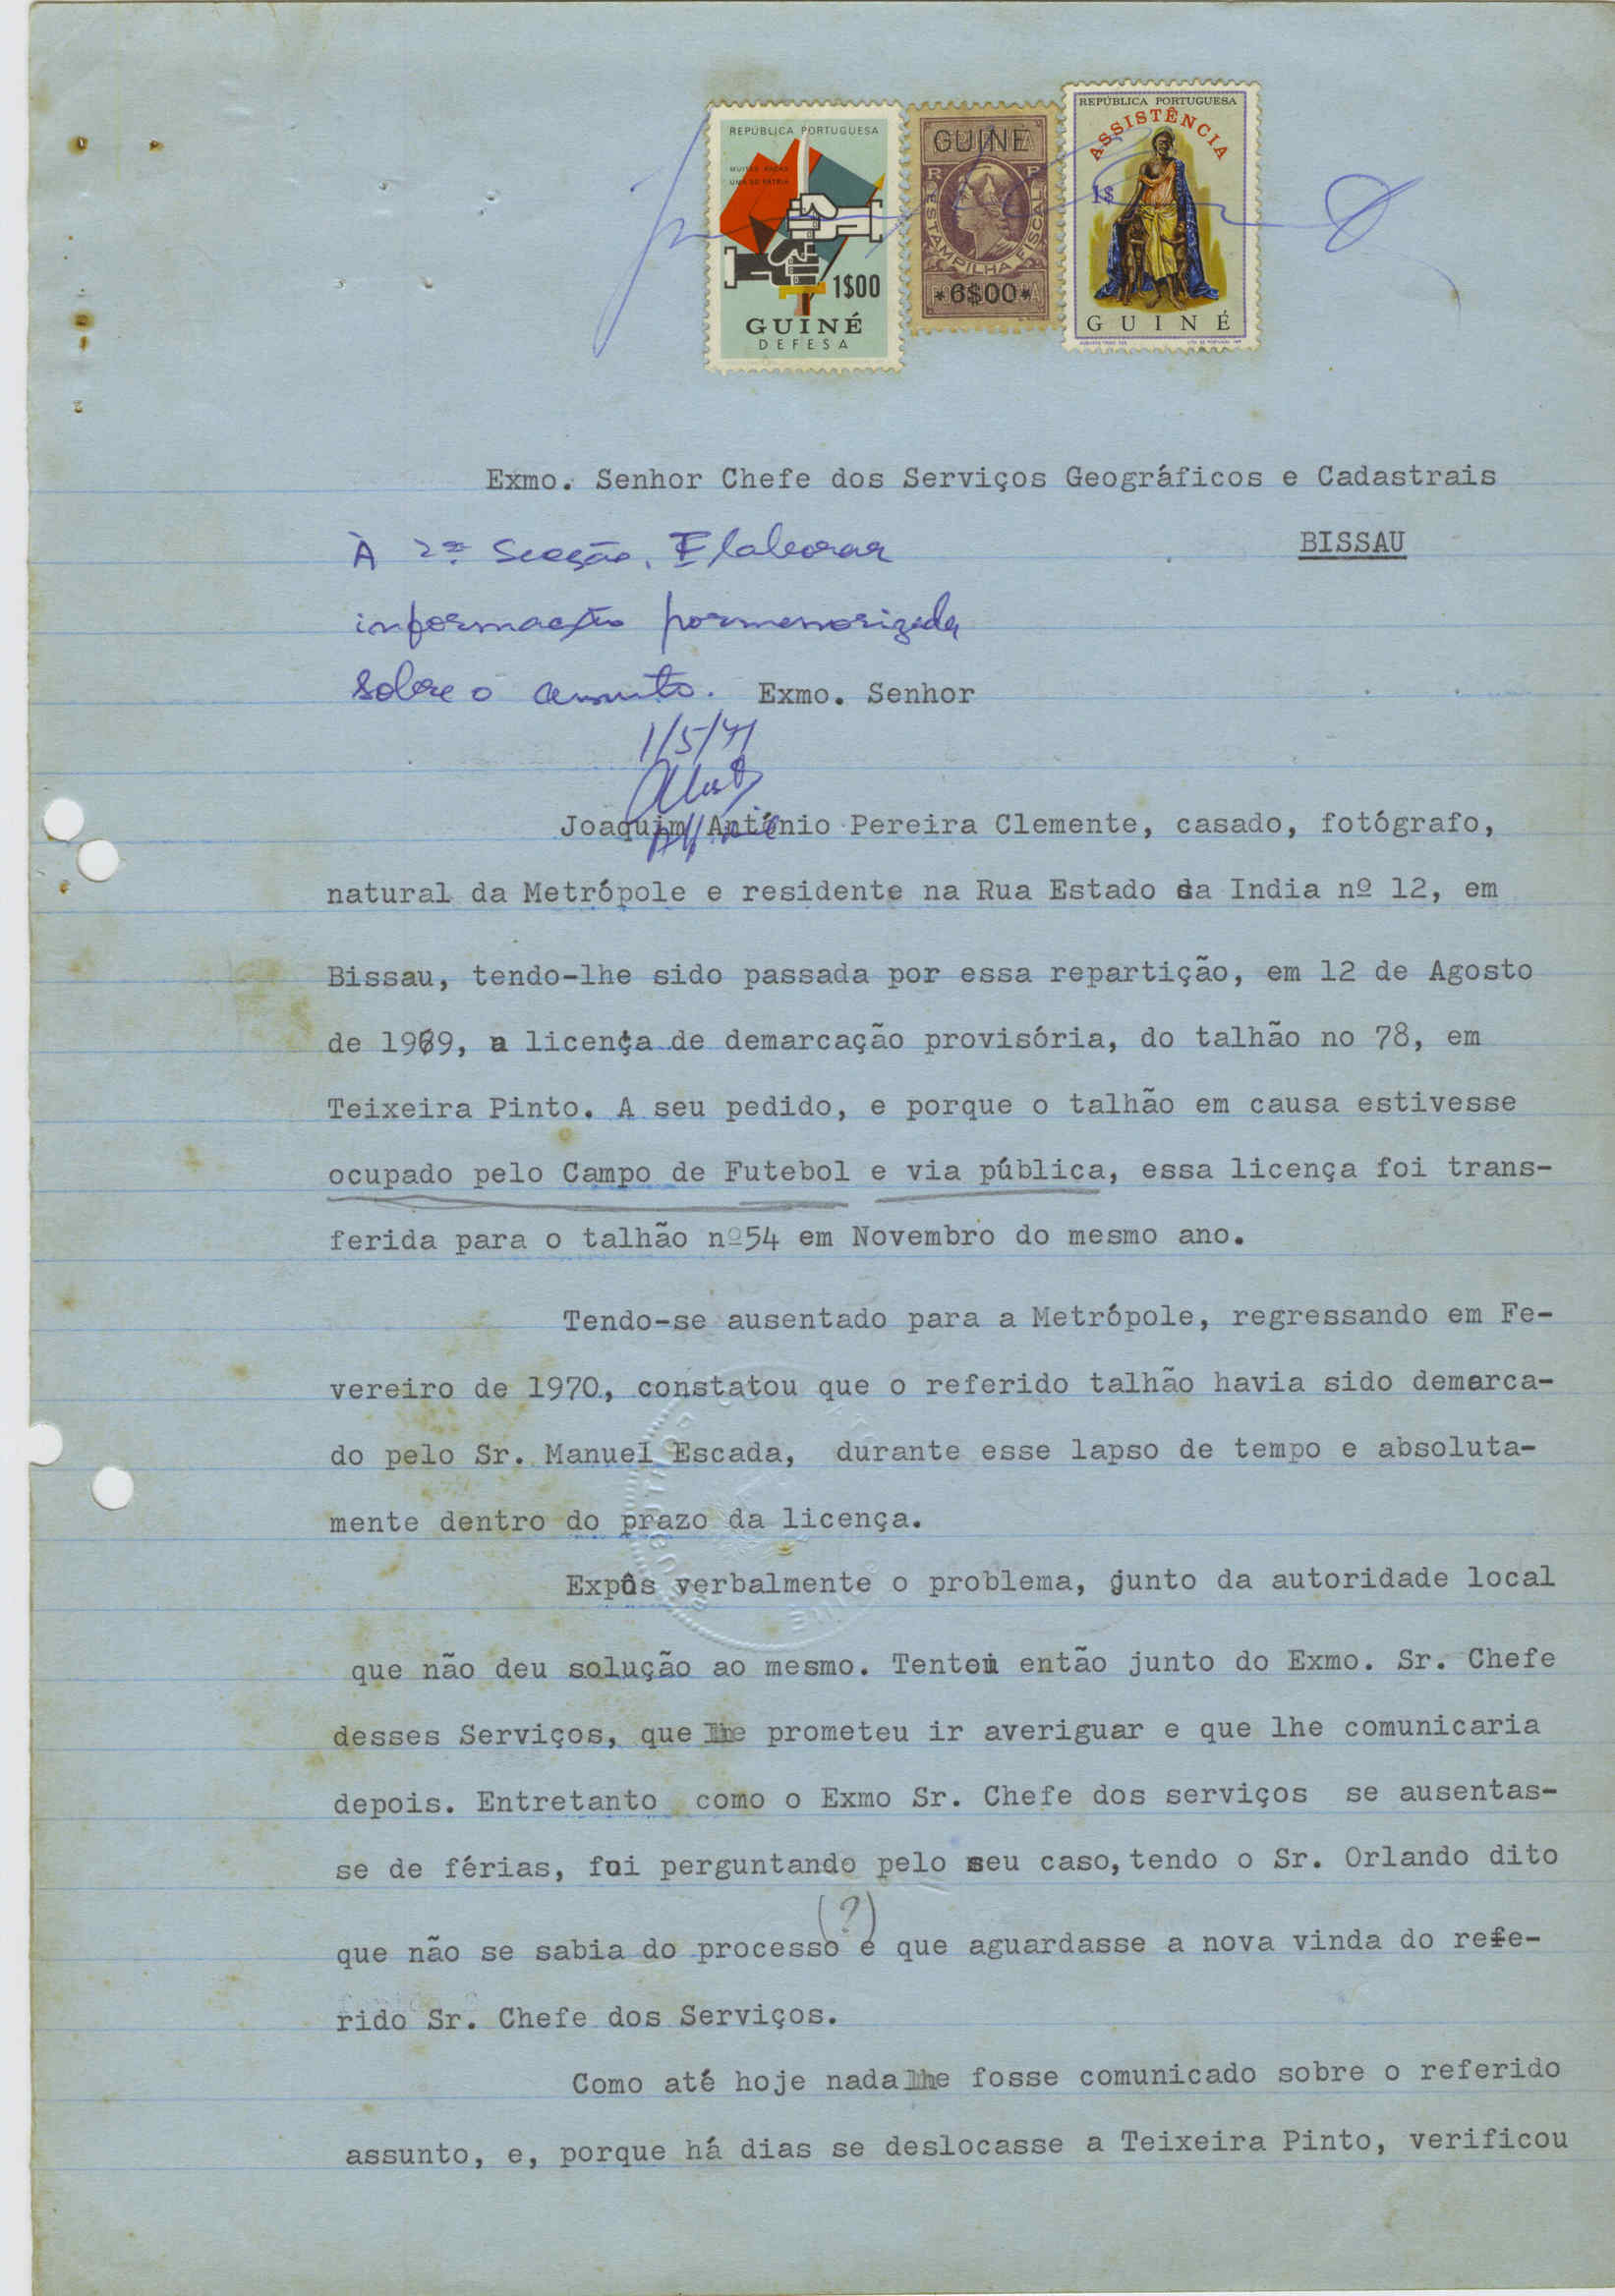 REPÚBLICA PORTUGUESA
MUITAS RAÇAS
UMA SÓ PÁTRIA
1$00
GUINÉ
DEFESA
GUINÉ
R P
ESTAMPILHA FISCAL
*6$00*
REPÚBLICA PORTUGUESA
ASSISTÊNCIA
1$
GUINÉ
Exmo. Senhor Chefe dos Serviços Geográficos e Cadastrais
BISSAU
À 2ª Secção. Elaborar
informação pormenorizada
sobre o assunto.
Exmo. Senhor
1/5/71
Joaquim António Pereira Clemente, casado, fotógrafo,
natural da Metrópole e residente na Rua Estado da India nº 12, em
Bissau, tendo-lhe sido passada por essa repartição, em 12 de Agosto
de 1969, a licença de demarcação provisória, do talhão no 78, em
Teixeira Pinto. A seu pedido, e porque o talhão em causa estivesse
ocupado pelo Campo de Futebol e via pública, essa licença foi trans-
ferida para o talhão nº54 em Novembro do mesmo ano.
Tendo-se ausentado para a Metrópole, regressando em Fe-
vereiro de 1970, constatou que o referido talhão havia sido demarca-
do pelo Sr. Manuel Escada, durante esse lapso de tempo e absoluta-
mente dentro do prazo da licença.
Expôs verbalmente o problema, junto da autoridade local
que não deu solução ao mesmo. Tentou então junto do Exmo. Sr. Chefe
desses Serviços, que lhe prometeu ir averiguar e que lhe comunicaria
depois. Entretanto como o Exmo Sr. Chefe dos serviços se ausentas-
se de férias, foi perguntando pelo seu caso, tendo o Sr. Orlando dito
(?)
que não se sabia do processo e que aguardasse a nova vinda do refe-
rido Sr. Chefe dos Serviços.
Como até hoje nada lhe fosse comunicado sobre o referido
assunto, e, porque há dias se deslocasse a Teixeira Pinto, verificou